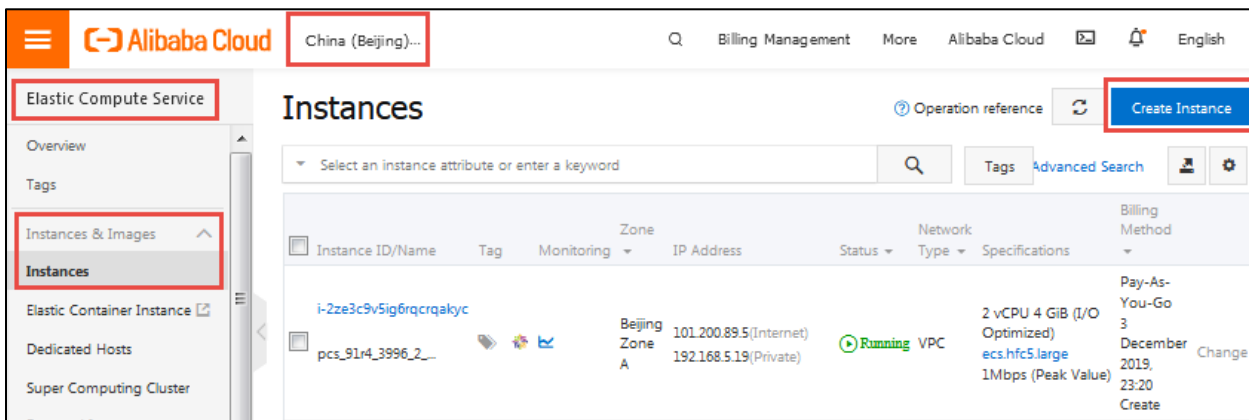 Alibaba Cloud China (Beijing)... Billing Management More Alibaba Cloud English
Elastic Compute Service
Overview
Tags
Instances & Images
Instances
Elastic Container Instance
Dedicated Hosts
Super Computing Cluster
Instances
Operation reference Create Instance
Select an instance attribute or enter a keyword Tags Advanced Search
Instance ID/Name Tag Monitoring Zone IP Address Status Network Type Specifications Billing Method
i-2ze3c9v5ig6rqcrqakyc
pcs_91r4_3996_2_...
Beijing
Zone
A
101.200.89.5(Internet)
192.168.5.19(Private)
Running VPC
2 vCPU 4 GiB (I/O
Optimized)
ecs.hfc5.large
1Mbps (Peak Value)
Pay-As-
You-Go
3
December
2019,
23:20
Create
Change